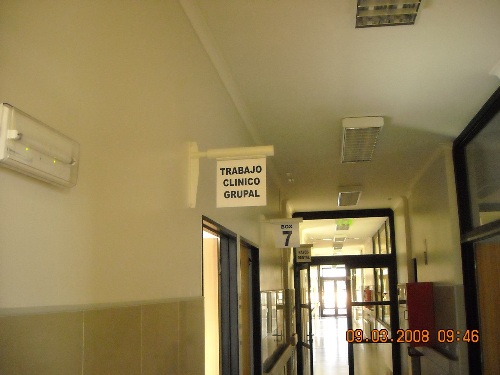 TRABAJO
CLINICO
GRUPAL
BOX
7
09.03.2008 09:46